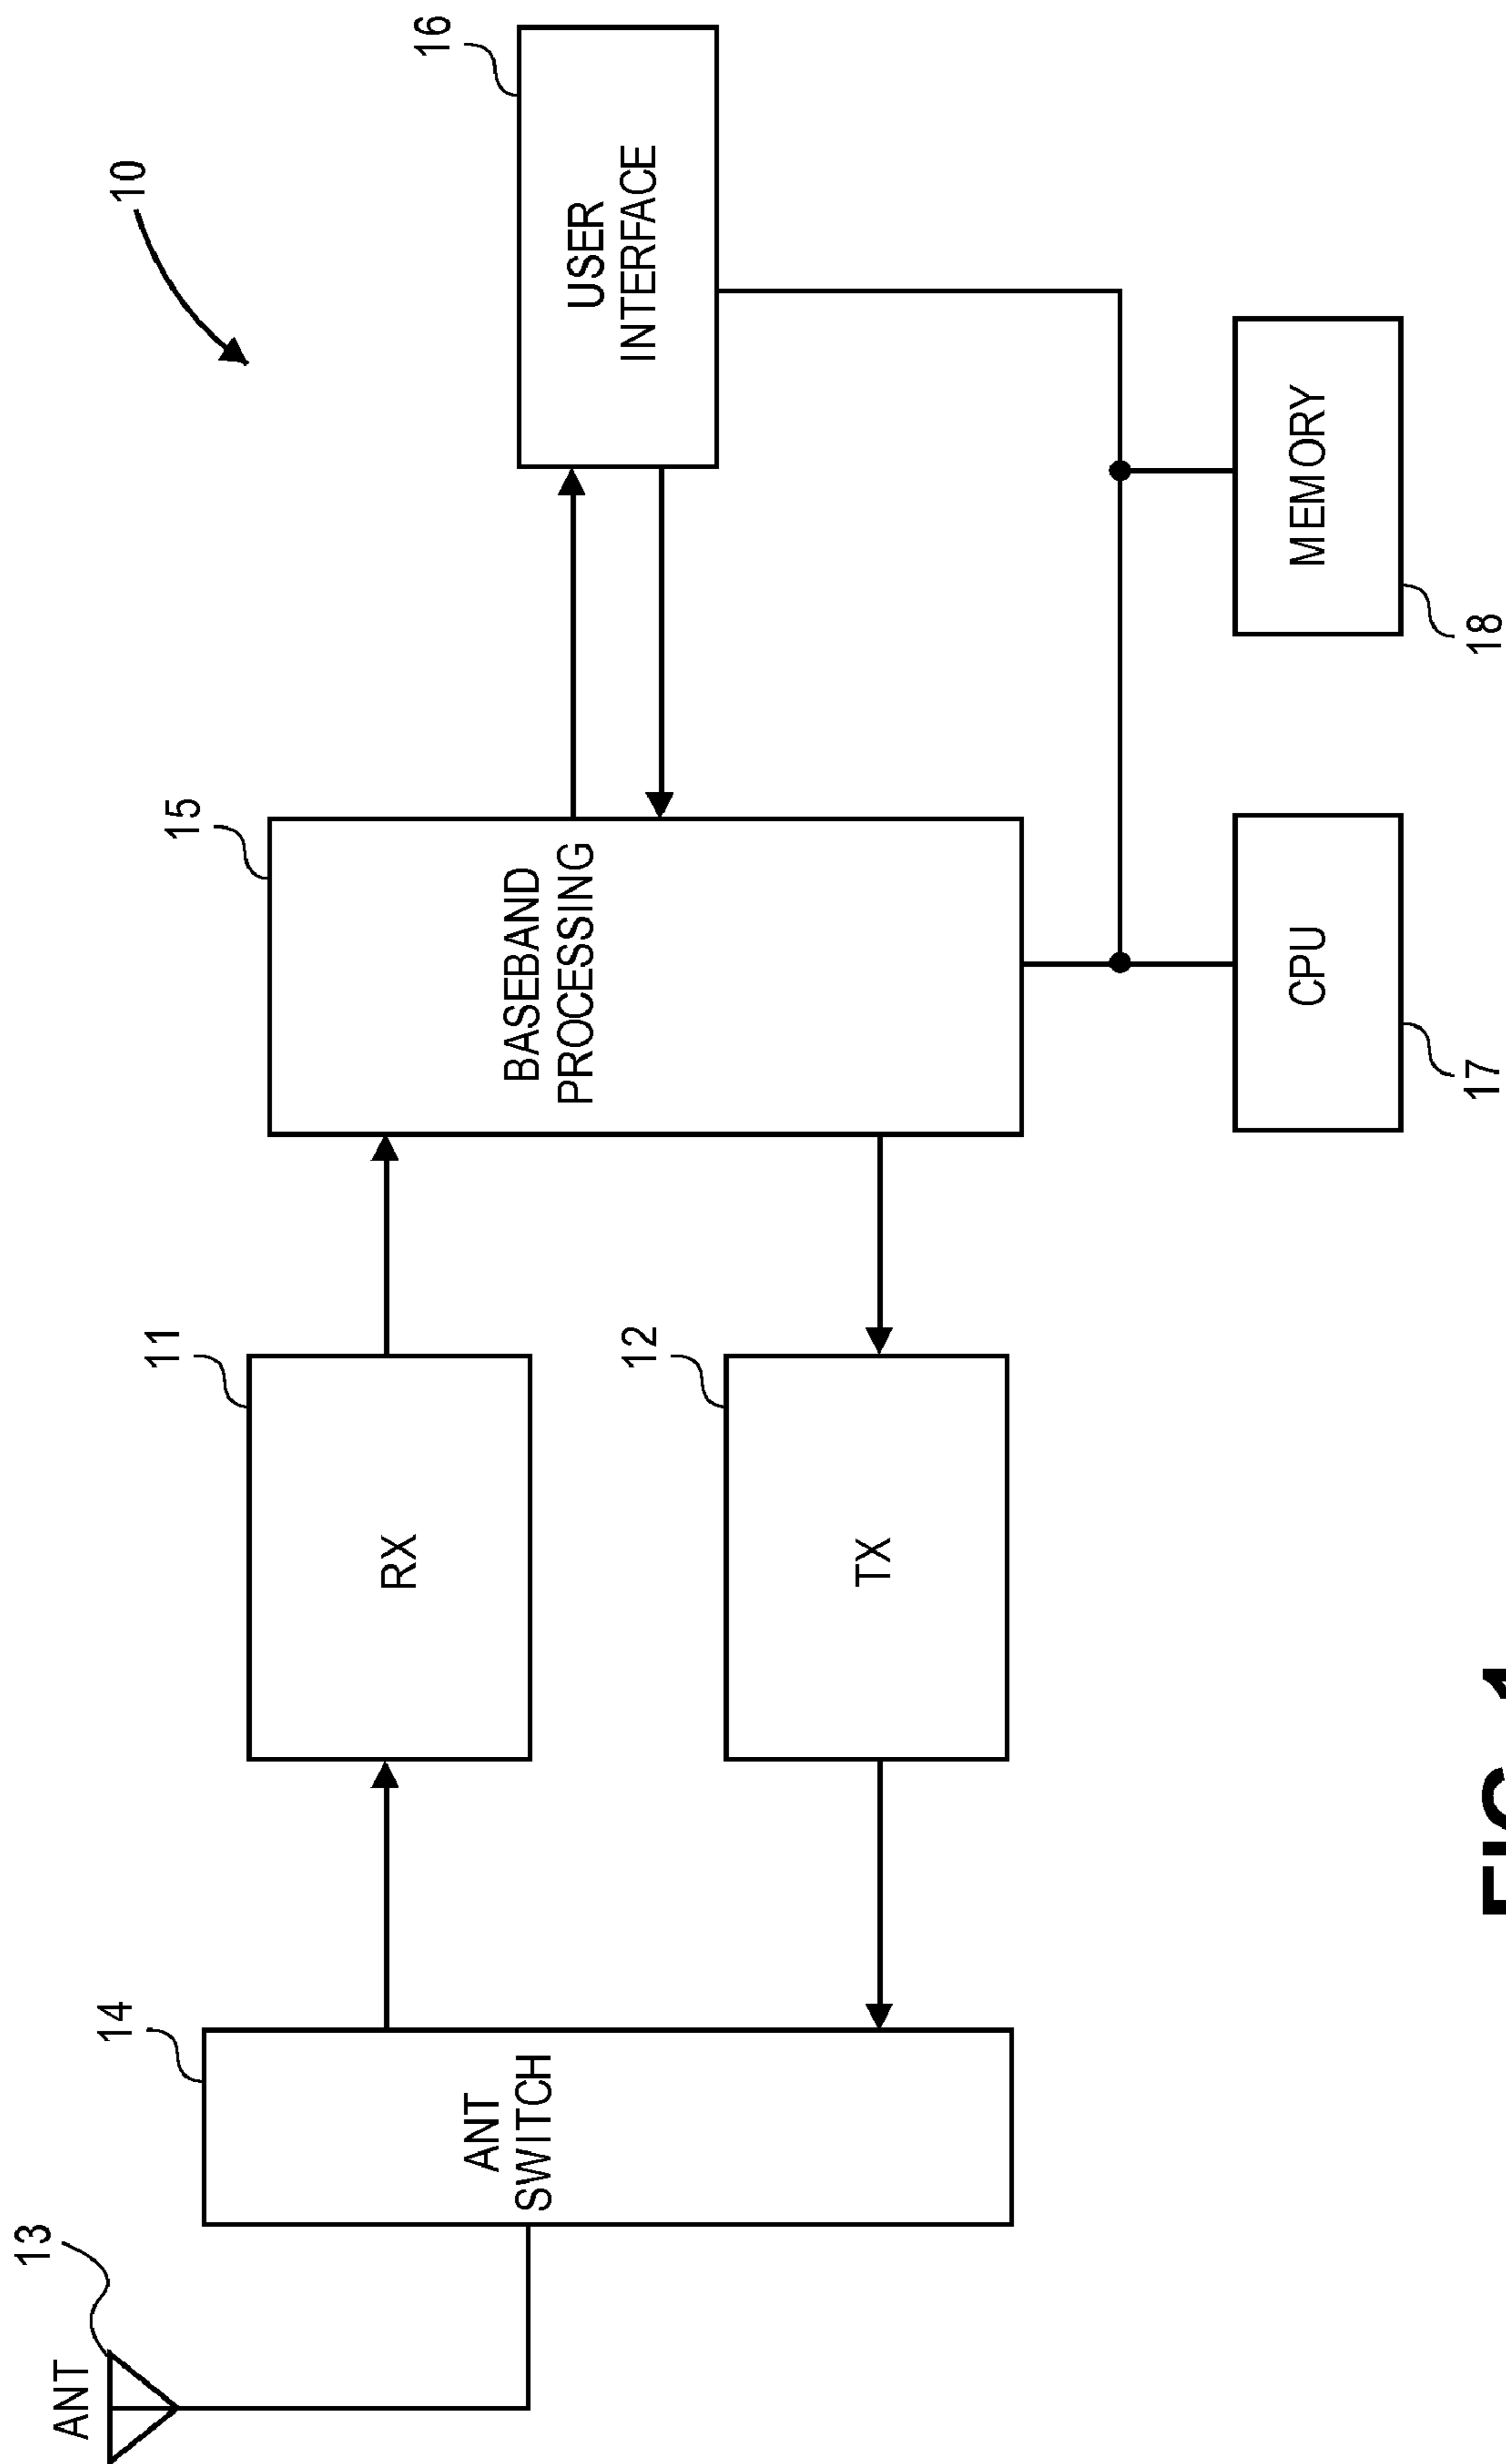 10
ANT
13
14
ANT
SWITCH
11
RX
12
TX
15
BASEBAND
PROCESSING
16
USER
INTERFACE
17
CPU
18
MEMORY